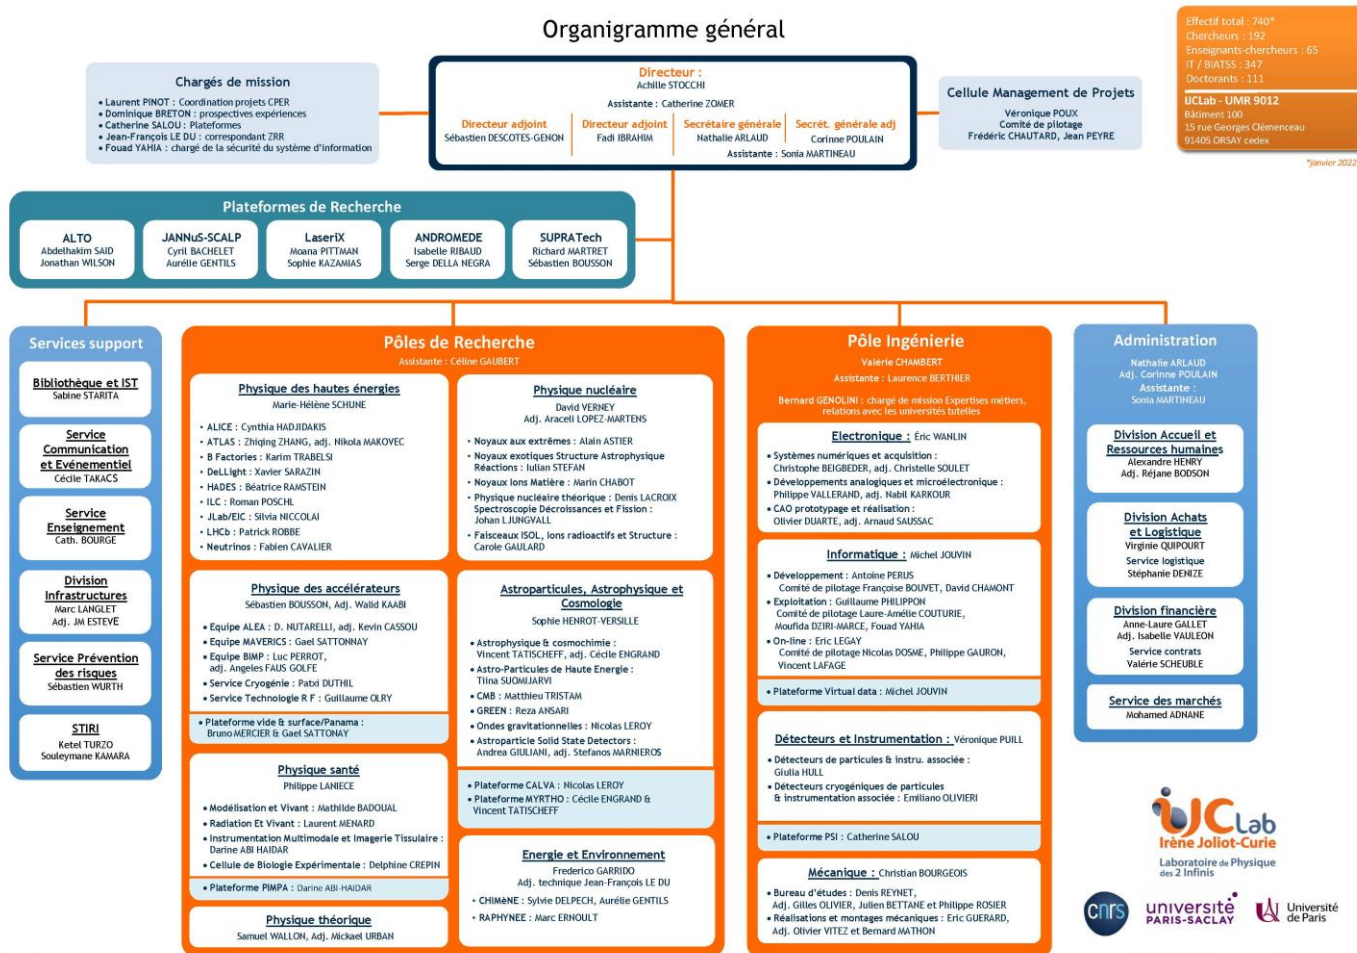 Organigramme général
Effectif total : 740*
Chercheurs : 192
Enseignants-chercheurs : 65
IT / BIATSS : 347
Doctorants : 111
IJCLab - UMR 9012
Bâtiment 100
15 rue Georges Clémenceau
91405 ORSAY cedex
*janvier 2022
Chargés de mission
• Laurent PINOT : Coordination projets CPER
• Dominique BRETON : prospectives expériences
• Catherine SALOU : Plateformes
• Jean-François LE DU : correspondant ZRR
• Fouad YAHIA : chargé de la sécurité du système d'information
Directeur :
Achille STOCCHI
Assistante : Catherine ZOMER
Directeur adjoint
Sébastien DESCOTES-GENON
Directeur adjoint
Fadi IBRAHIM
Secrétaire générale
Nathalie ARLAUD
Secrét. générale adj
Corinne POULAIN
Assistante : Sonia MARTINEAU
Cellule Management de Projets
Véronique POUX
Comité de pilotage
Frédéric CHAUTARD, Jean PEYRE
Plateformes de Recherche
ALTO
Abdelhakim SAID
Jonathan WILSON
JANNuS-SCALP
Cyril BACHELET
Aurélie GENTILS
LaseriX
Moana PITTMAN
Sophie KAZAMIAS
ANDROMEDE
Isabelle RIBAUD
Serge DELLA NEGRA
SUPRATech
Richard MARTRET
Sébastien BOUSSON
Services support
Bibliothèque et IST
Sabine STARITA
Service
Communication
et Evénementiel
Cécile TAKACS
Service
Enseignement
Cath. BOURGE
Division
Infrastructures
Marc LANGLET
Adj. JM ESTEVE
Service Prévention
des risques
Sébastien WURTH
STIRI
Ketel TURZO
Souleymane KAMARA
Pôles de Recherche
Assistante : Céline GAUBERT
Physique des hautes énergies
Marie-Hélène SCHUNE
• ALICE : Cynthia HADJIDAKIS
• ATLAS : Zhiqing ZHANG, adj. Nikola MAKOVEC
• B Factories : Karim TRABELSI
• DeLLight : Xavier SARAZIN
• HADES : Béatrice RAMSTEIN
• ILC : Roman POSCHL
• JLab/EIC : Silvia NICCOLAI
• LHCb : Patrick ROBBE
• Neutrinos : Fabien CAVALIER
Physique des accélérateurs
Sébastien BOUSSON, Adj. Walid KAABI
• Equipe ALEA : D. NUTARELLI, adj. Kevin CASSOU
• Equipe MAVERICS : Gael SATTONNAY
• Equipe BIMP : Luc PERROT,
adj. Angeles FAUS GOLFE
• Service Cryogénie : Patxi DUTHIL
• Service Technologie R F : Guillaume OLRY
• Plateforme vide & surface/Panama :
Bruno MERCIER & Gael SATTONAY
Physique santé
Philippe LANIECE
• Modélisation et Vivant : Mathilde BADOUAL
• Radiation Et Vivant : Laurent MENARD
• Instrumentation Multimodale et Imagerie Tissulaire :
Darine ABI HAIDAR
• Cellule de Biologie Expérimentale : Delphine CREPIN
• Plateforme PIMPA : Darine ABI-HAIDAR
Physique théorique
Samuel WALLON, Adj. Mickael URBAN
Physique nucléaire
David VERNEY
Adj. Araceli LOPEZ-MARTENS
• Noyaux aux extrêmes : Alain ASTIER
• Noyaux exotiques Structure Astrophysique
Réactions : Iulian STEFAN
• Noyaux Ions Matière : Marin CHABOT
• Physique nucléaire théorique : Denis LACROIX
Spectroscopie Décroissances et Fission :
Johan LJUNGVALL
• Faisceaux ISOL, Ions radioactifs et Structure :
Carole GAULARD
Astroparticules, Astrophysique et
Cosmologie
Sophie HENROT-VERSILLE
• Astrophysique & cosmochimie :
Vincent TATISCHEFF, adj. Cécile ENGRAND
• Astro-Particules de Haute Energie :
Tiina SUOMIJARVI
• CMB : Matthieu TRISTAM
• GREEN : Reza ANSARI
• Ondes gravitationnelles : Nicolas LEROY
• Astroparticle Solid State Detectors :
Andrea GIULIANI, adj. Stefanos MARNIEROS
• Plateforme CALVA : Nicolas LEROY
• Plateforme MYRTHO : Cécile ENGRAND &
Vincent TATISCHEFF
Energie et Environnement
Frederico GARRIDO
Adj. technique Jean-François LE DU
• CHIMèNE : Sylvie DELPECH, Aurélie GENTILS
• RAPHYNEE : Marc ERNOULT
Pôle Ingénierie
Valérie CHAMBERT
Assistante : Laurence BERTHIER
Bernard GENOLINI : chargé de mission Expertises métiers,
relations avec les universités tutelles
Electronique : Éric WANLIN
• Systèmes numériques et acquisition :
Christophe BEIGBEDER, adj. Christelle SOULET
• Développements analogiques et microélectronique :
Philippe VALLERAND, adj. Nabil KARKOUR
• CAO prototypage et réalisation :
Olivier DUARTE, adj. Arnaud SAUSSAC
Informatique : Michel JOUVIN
• Développement : Antoine PERUS
Comité de pilotage Françoise BOUVET, David CHAMONT
• Exploitation : Guillaume PHILIPPON
Comité de pilotage Laure-Amélie COUTURIE,
Moufida DZIRI-MARCE, Fouad YAHIA
• On-line : Eric LEGAY
Comité de pilotage Nicolas DOSME, Philippe GAURON,
Vincent LAFAGE
• Plateforme Virtual data : Michel JOUVIN
Détecteurs et Instrumentation : Véronique PUILL
• Détecteurs de particules & instru. associée :
Giulia HULL
• Détecteurs cryogéniques de particules
& instrumentation associée : Emiliano OLIVIERI
• Plateforme PSI : Catherine SALOU
Mécanique : Christian BOURGEOIS
• Bureau d'études : Denis REYNET,
Adj. Gilles OLIVIER, Julien BETTANE et Philippe ROSIER
• Réalisations et montages mécaniques : Eric GUERARD,
Adj. Olivier VITEZ et Bernard MATHON
Administration
Nathalie ARLAUD
Adj. Corinne POULAIN
Assistante :
Sonia MARTINEAU
Division Accueil et
Ressources humaines
Alexandre HENRY
Adj. Réjane BODSON
Division Achats
et Logistique
Virginie QUIPOURT
Service logistique
Stéphanie DENIZE
Division financière
Anne-Laure GALLET
Adj. Isabelle VAULEON
Service contrats
Valérie SCHEUBLE
Service des marchés
Mohamed ADNANE
IJCLab
Irène Joliot-Curie
Laboratoire de Physique
des 2 Infinis
cnrs
université
PARIS-SACLAY
Université
de Paris